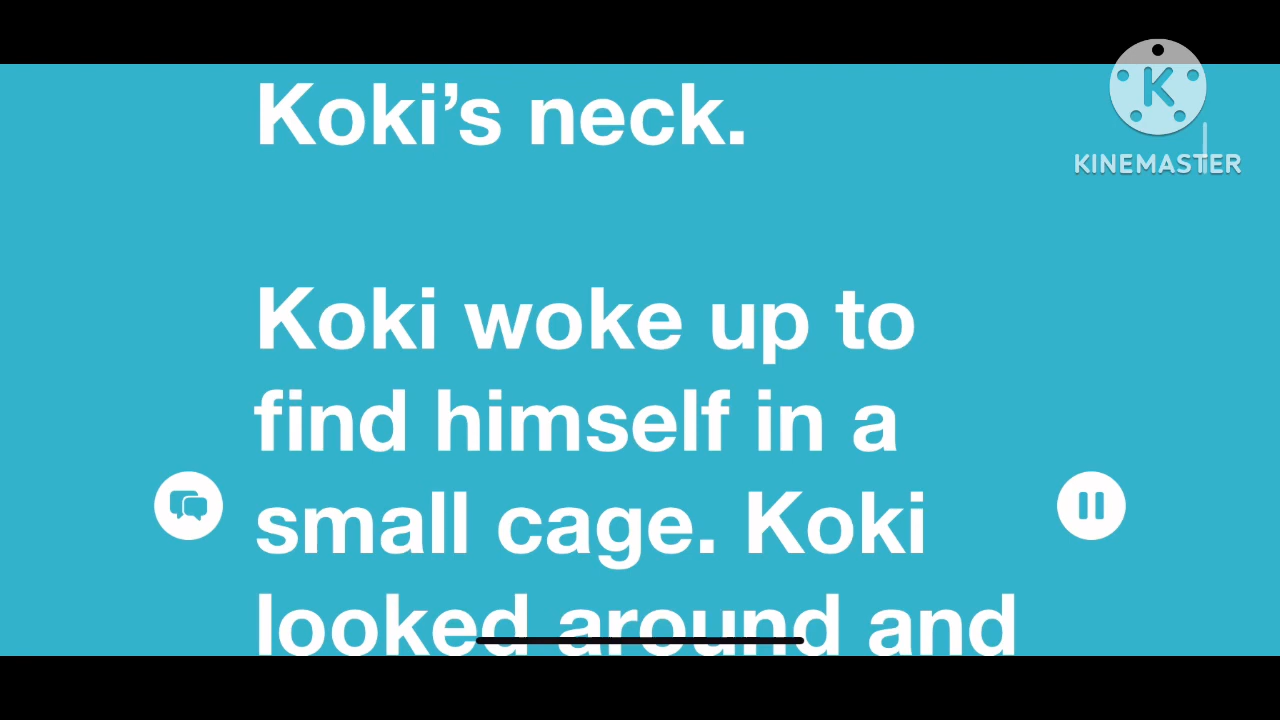 Koki's neck.
KINEMASTER
Koki woke up to
find himself in a
small cage. Koki
looked around and